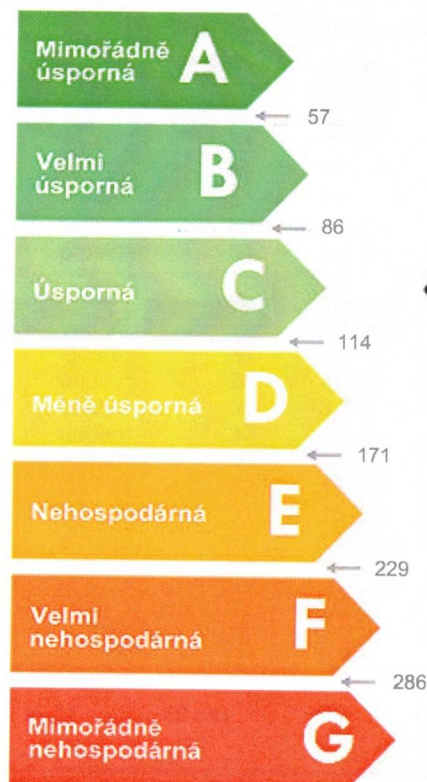 Mimořádně
úsporná A
57
Velmi
úsporná B
86
Úsporná C
114
Méně úsporná D
171
Nehospodárná E
229
Velmi
nehospodárná F
286
Mimořádně
nehospodárná G